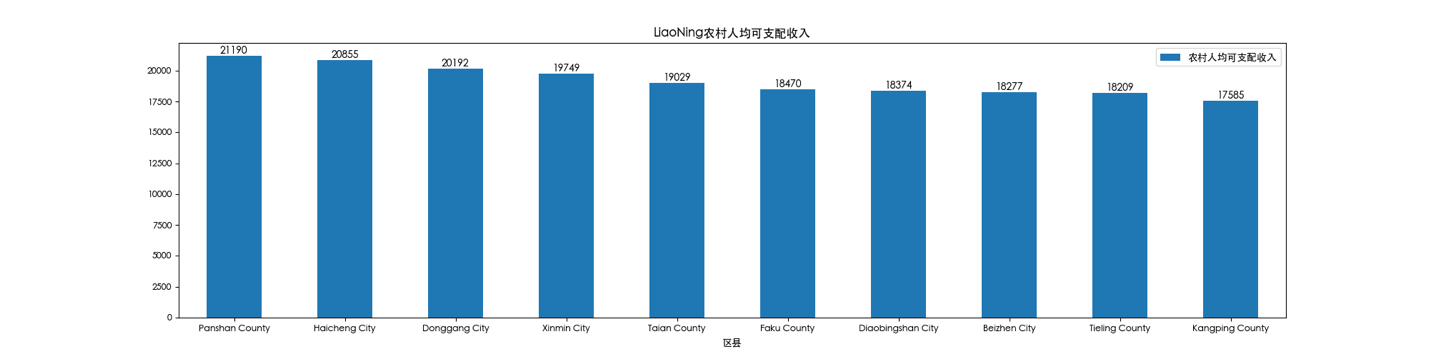 LiaoNing农村人均可支配收入
农村人均可支配收入
21190
20855
20192
19749
19029
18470
18374
18277
18209
17585
20000
17500
15000
12500
10000
7500
5000
2500
0
Panshan County
Haicheng City
Donggang City
Xinmin City
Taian County
Faku County
Diaobingshan City
Beizhen City
Tieling County
Kangping County
区县